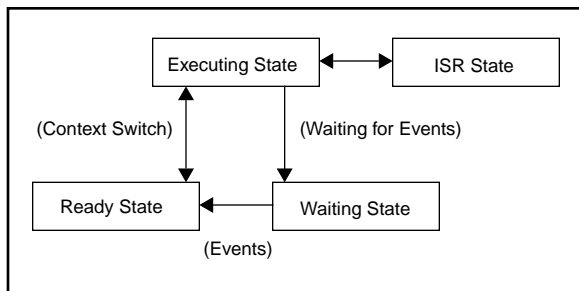 Executing State
ISR State
(Context Switch)
(Waiting for Events)
Ready State
Waiting State
(Events)